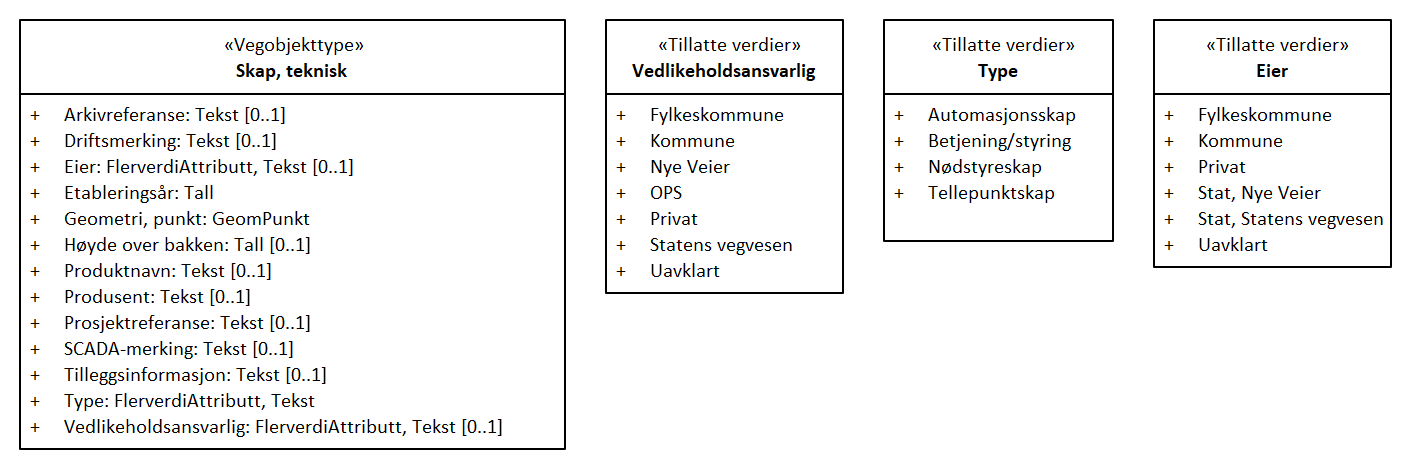 «Vegobjekttype»
Skap, teknisk
+ Arkivreferanse: Tekst [0..1]
+ Driftsmerking: Tekst [0..1]
+ Eier: FlerverdiAttributt, Tekst [0..1]
+ Etableringsår: Tall
+ Geometri, punkt: GeomPunkt
+ Høyde over bakken: Tall [0..1]
+ Produktnavn: Tekst [0..1]
+ Produsent: Tekst [0..1]
+ Prosjektreferanse: Tekst [0..1]
+ SCADA-merking: Tekst [0..1]
+ Tilleggsinformasjon: Tekst [0..1]
+ Type: FlerverdiAttributt, Tekst
+ Vedlikeholdsansvarlig: FlerverdiAttributt, Tekst [0..1]
«Tillatte verdier»
Vedlikeholdsansvarlig
+ Fylkeskommune
+ Kommune
+ Nye Veier
+ OPS
+ Privat
+ Statens vegvesen
+ Uavklart
«Tillatte verdier»
Type
+ Automasjonsskap
+ Betjening/styring
+ Nødstyreskap
+ Tellepunktskap
«Tillatte verdier»
Eier
+ Fylkeskommune
+ Kommune
+ Privat
+ Stat, Nye Veier
+ Stat, Statens vegvesen
+ Uavklart